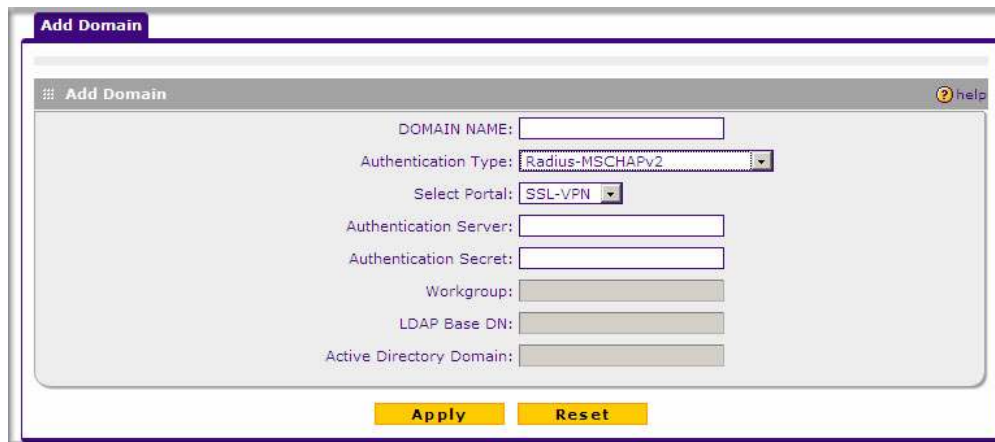 Add Domain
Add Domain
? help
DOMAIN NAME:
Authentication Type: Radius-MSCHAPv2
Select Portal: SSL-VPN
Authentication Server:
Authentication Secret:
Workgroup:
LDAP Base DN:
Active Directory Domain:
Apply Reset